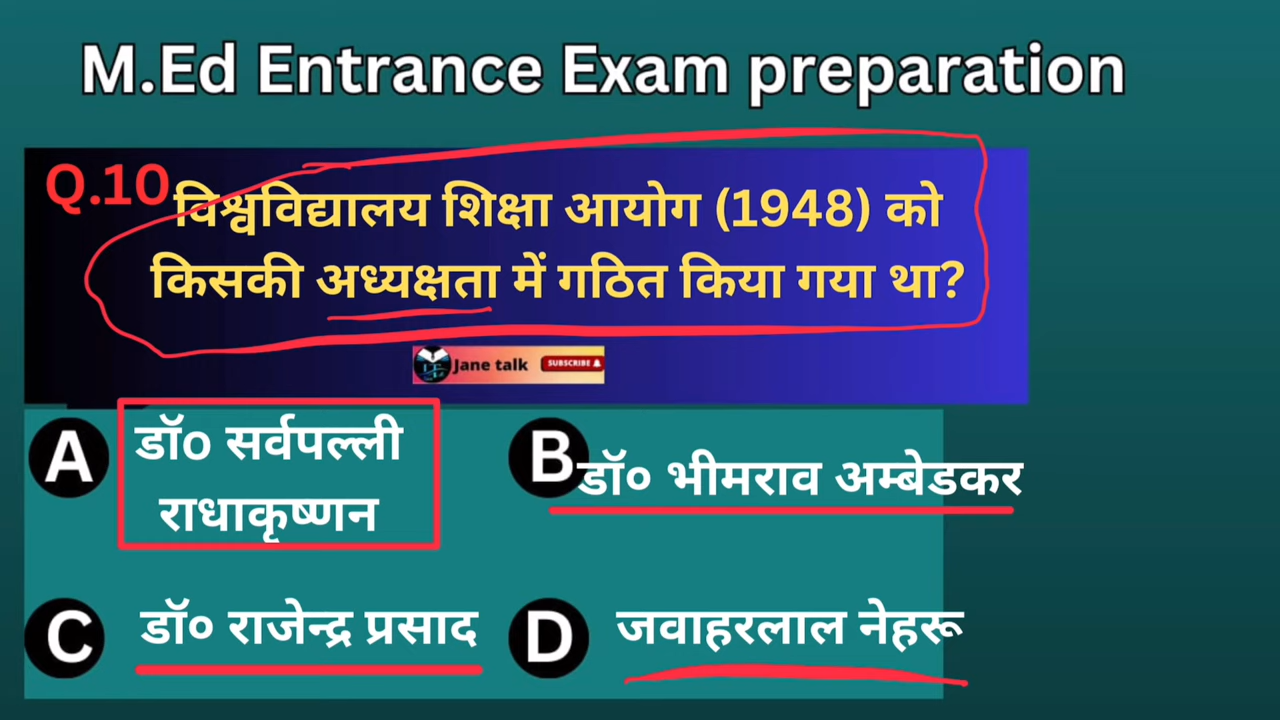 M.Ed Entrance Exam preparation
Q.10
विश्वविद्यालय शिक्षा आयोग (1948) को
किसकी अध्यक्षता में गठित किया गया था?
Jane talk SUBSCRIBE
A डॉ0 सर्वपल्ली
राधाकृष्णन
B डॉ० भीमराव अम्बेडकर
C डॉ० राजेन्द्र प्रसाद
D जवाहरलाल नेहरू